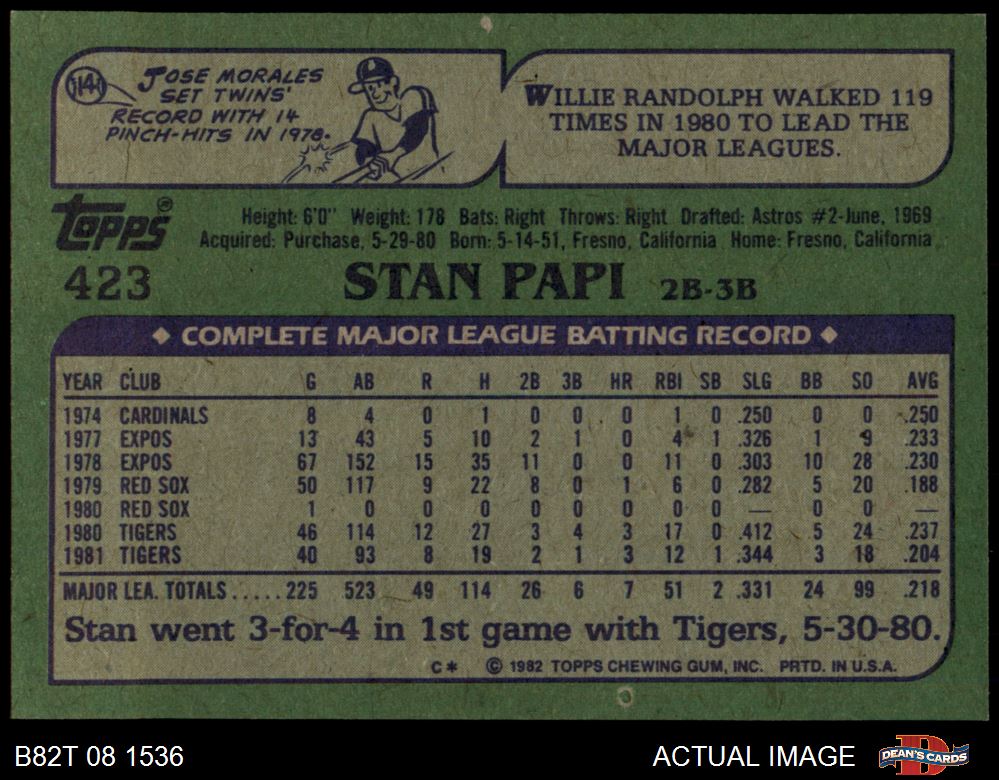 114
JOSE MORALES
SET TWINS'
RECORD WITH 14
PINCH-HITS IN 1978.
WILLIE RANDOLPH WALKED 119
TIMES IN 1980 TO LEAD THE
MAJOR LEAGUES.
TOPPS ®
Height: 6'0" Weight: 178 Bats: Right Throws: Right Drafted: Astros #2-June, 1969
Acquired: Purchase, 5-29-80 Born: 5-14-51, Fresno, California Home: Fresno, California
423 STAN PAPI 2B-3B
COMPLETE MAJOR LEAGUE BATTING RECORD
YEAR CLUB G AB R H 2B 3B HR RBI SB SLG BB SO AVG
1974 CARDINALS 8 4 0 1 0 0 0 1 0 .250 0 0 .250
1977 EXPOS 13 43 5 10 2 1 0 4 1 .326 1 9 .233
1978 EXPOS 67 152 15 35 11 0 0 11 0 .303 10 28 .230
1979 RED SOX 50 117 9 22 8 0 1 6 0 .282 5 20 .188
1980 RED SOX 1 0 0 0 0 0 0 0 0 — 0 0 —
1980 TIGERS 46 114 12 27 3 4 3 17 0 .412 5 24 .237
1981 TIGERS 40 93 8 19 2 1 3 12 1 .344 3 18 .204
MAJOR LEA. TOTALS.....225 523 49 114 26 6 7 51 2 .331 24 99 .218
Stan went 3-for-4 in 1st game with Tigers, 5-30-80.
C* © 1982 TOPPS CHEWING GUM, INC. PRTD. IN U.S.A.
B82T 08 1536 ACTUAL IMAGE DEAN'S CARDS